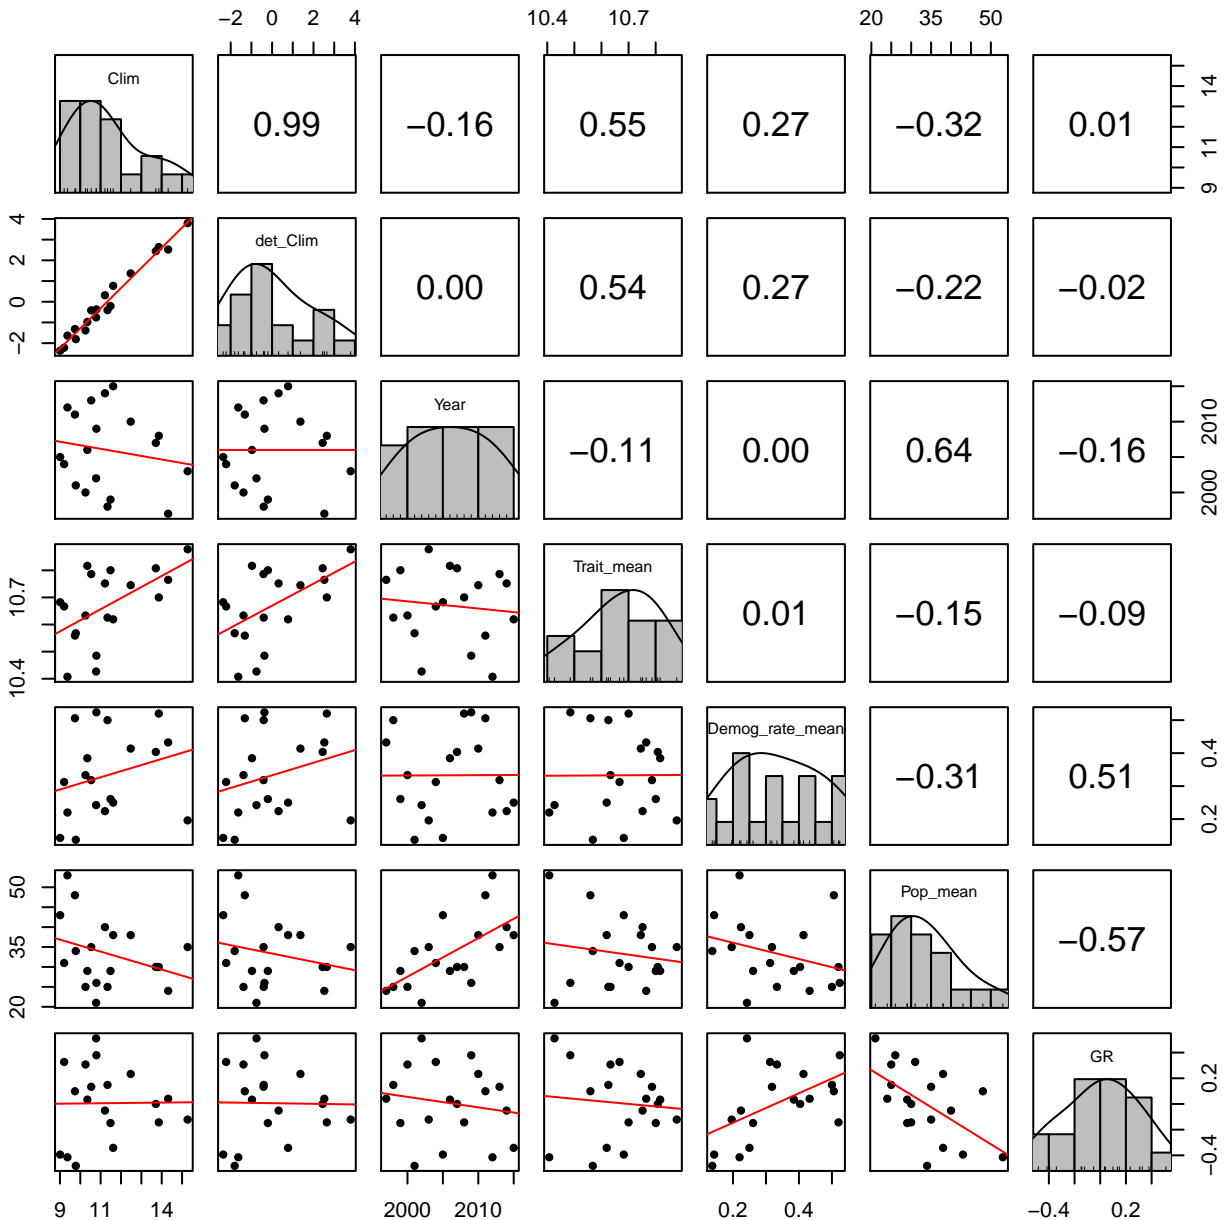 −2 0 2 4 10.4 10.7 20 35 50
Clim 0.99 −0.16 0.55 0.27 −0.32 0.01 9 11 14
−2 0 2 4 det_Clim 0.00 0.54 0.27 −0.22 −0.02
Year −0.11 0.00 0.64 −0.16 2000 2010
10.4 10.7 Trait_mean 0.01 −0.15 −0.09
Demog_rate_mean −0.31 0.51 0.2 0.4
20 35 50 Pop_mean −0.57
GR −0.4 0.2
9 11 14 2000 2010 0.2 0.4 −0.4 0.2